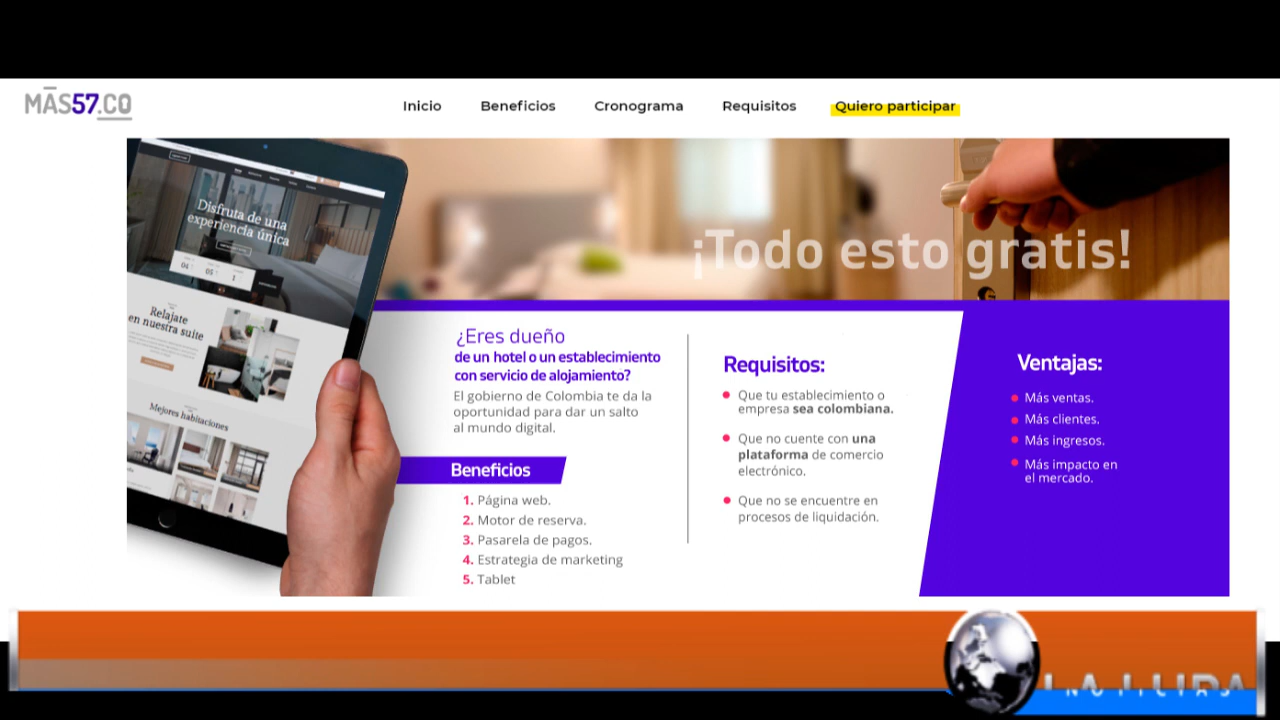 MĀS57.CO
Inicio Beneficios Cronograma Requisitos Quiero participar
¡Todo esto gratis!
Disfruta de una
experiencia única
Relajate
en nuestra suite
Mejores habitaciones
¿Eres dueño
de un hotel o un establecimiento
con servicio de alojamiento?
El gobierno de Colombia te da la
oportunidad para dar un salto
al mundo digital.
Beneficios
1. Página web.
2. Motor de reserva.
3. Pasarela de pagos.
4. Estrategia de marketing
5. Tablet
Requisitos:
Que tu establecimiento o
empresa sea colombiana.
Que no cuente con una
plataforma de comercio
electrónico.
Que no se encuentre en
procesos de liquidación.
Ventajas:
Más ventas.
Más clientes.
Más ingresos.
Más impacto en
el mercado.